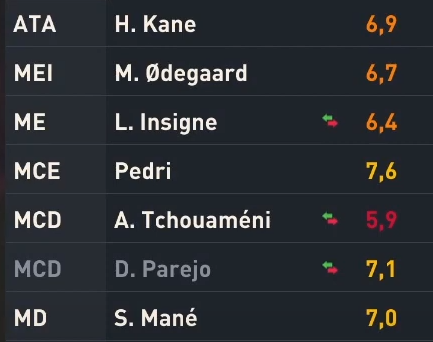 ATA H. Kane 6,9
MEI M. Ødegaard 6,7
ME L. Insigne 6,4
MCE Pedri 7,6
MCD A. Tchouaméni 5,9
MCD D. Parejo 7,1
MD S. Mané 7,0